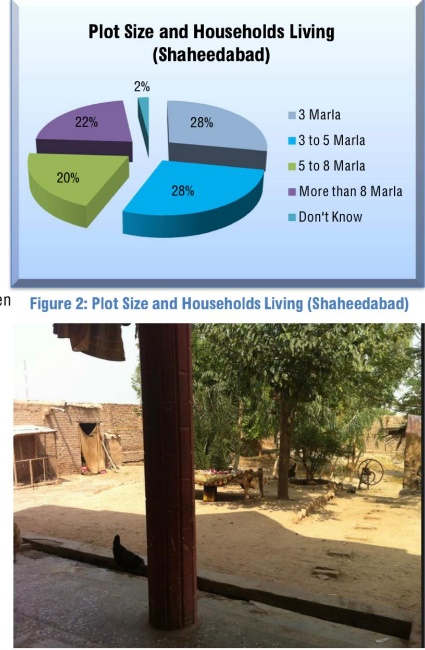 Plot Size and Households Living
(Shaheedabad)
2%
22%
28%
20%
28%
3 Marla
3 to 5 Marla
5 to 8 Marla
More than 8 Marla
Don't Know
en
Figure 2: Plot Size and Households Living (Shaheedabad)